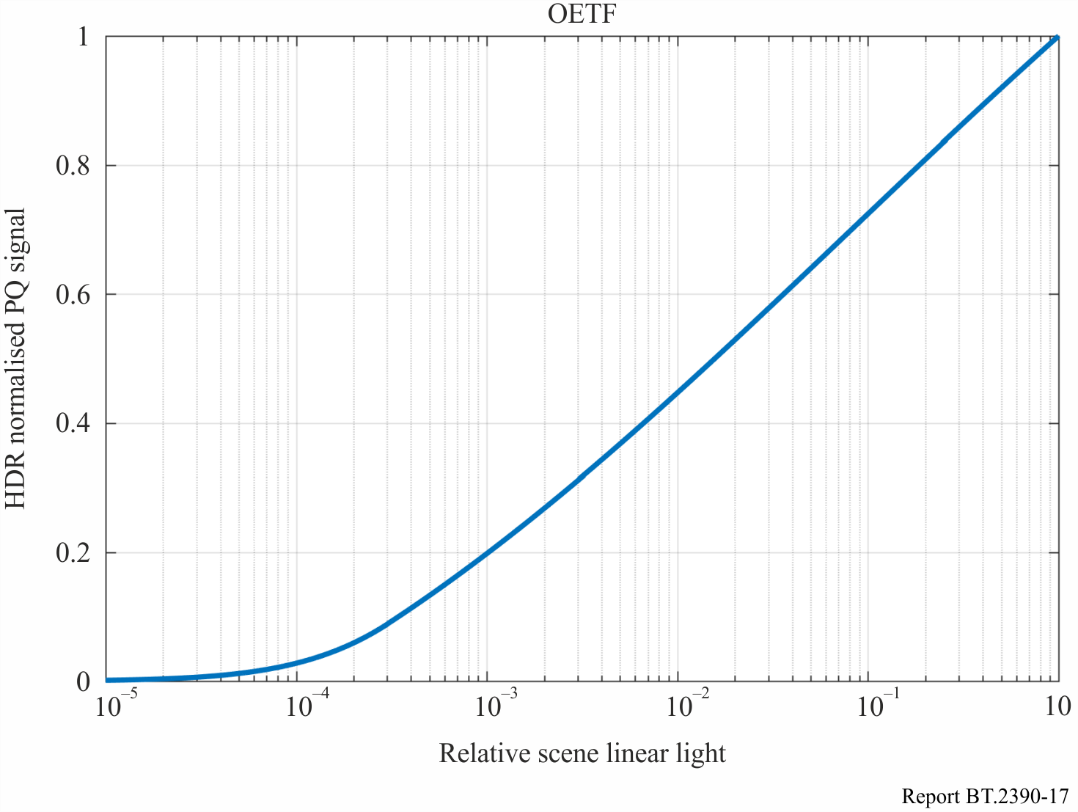 OETF
HDR normalised PQ signal
1
0.8
0.6
0.4
0.2
0
10–5 10–4 10–3 10–2 10–1 10
Relative scene linear light
Report BT.2390-17